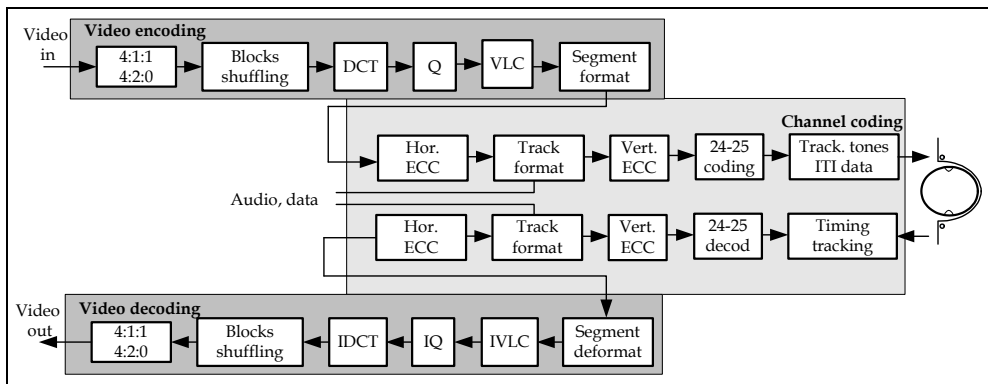 Video in
Video encoding
4:1:1
4:2:0
Blocks
shuffling
DCT
Q
VLC
Segment
format
Channel coding
Hor.
ECC
Track
format
Vert.
ECC
24-25
coding
Track. tones
ITI data
Audio, data
Hor.
ECC
Track
format
Vert.
ECC
24-25
decod
Timing
tracking
Video
out
Video decoding
4:1:1
4:2:0
Blocks
shuffling
IDCT
IQ
IVLC
Segment
deformat